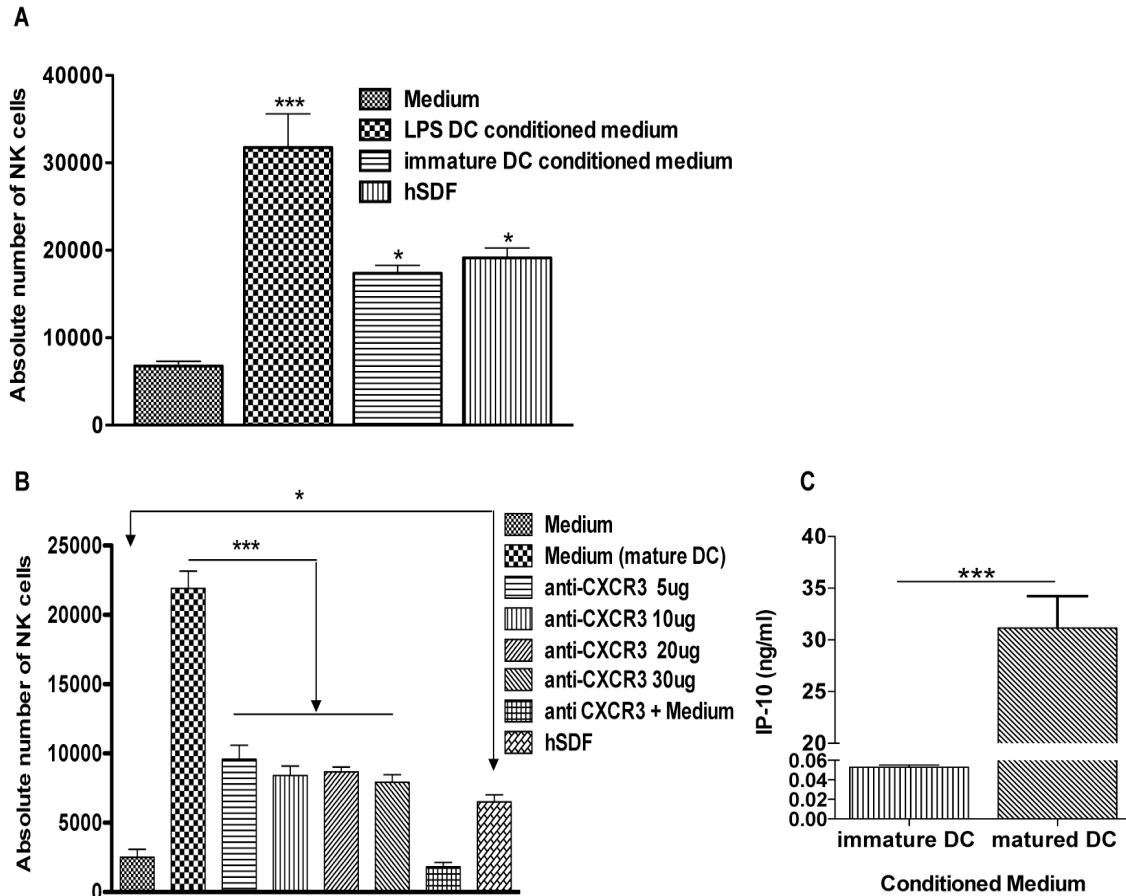 A
Absolute number of NK cells
40000
30000
20000
10000
0
***
*
*
Medium
LPS DC conditioned medium
immature DC conditioned medium
hSDF
B
Absolute number of NK cells
25000
20000
15000
10000
5000
0
*
***
Medium
Medium (mature DC)
anti-CXCR3 5ug
anti-CXCR3 10ug
anti-CXCR3 20ug
anti-CXCR3 30ug
anti CXCR3 + Medium
hSDF
C
IP-10 (ng/ml)
40
35
30
25
20
0.06
0.04
0.02
0.00
***
immature DC
matured DC
Conditioned Medium